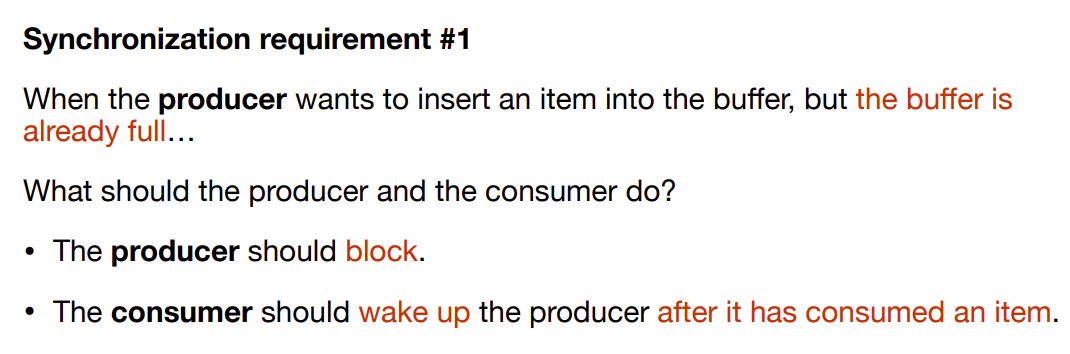 Synchronization requirement #1
When the producer wants to insert an item into the buffer, but the buffer is
already full…
What should the producer and the consumer do?
• The producer should block.
• The consumer should wake up the producer after it has consumed an item.